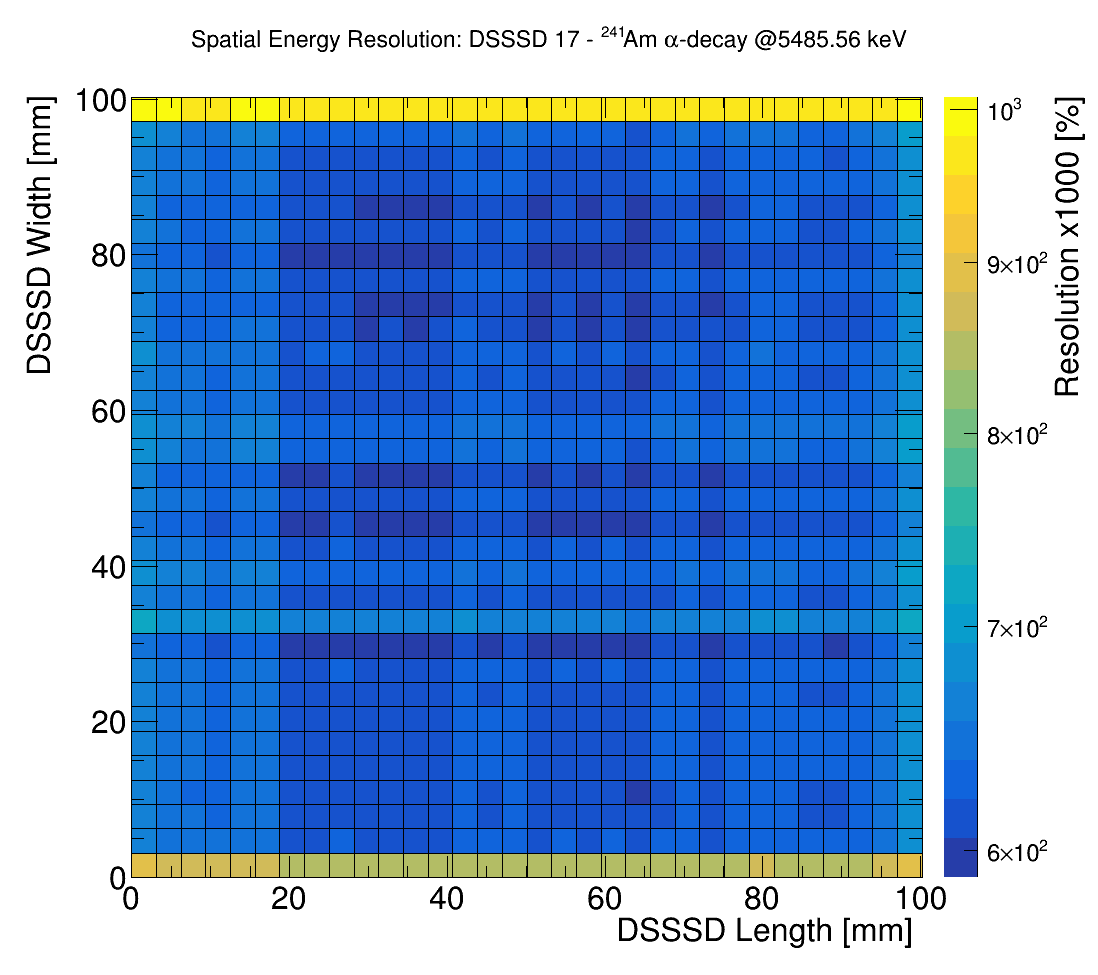 Spatial Energy Resolution: DSSSD 17 - ²⁴¹Am α-decay @5485.56 keV
DSSSD Width [mm]
100
80
60
40
20
0
0 20 40 60 80 100
DSSSD Length [mm]
10³
9×10²
8×10²
7×10²
6×10²
Resolution x1000 [%]